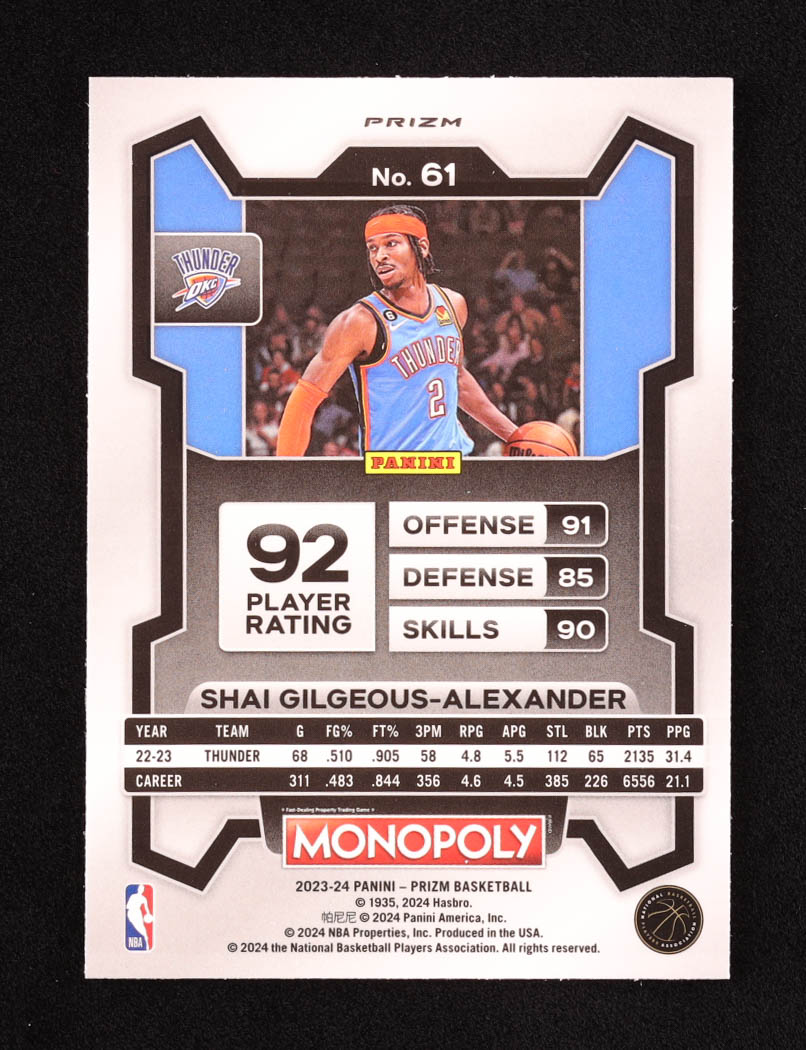 PRIZM
No. 61
THUNDER
OKC
6
THUNDER
2
PANINI
92
PLAYER
RATING
OFFENSE 91
DEFENSE 85
SKILLS 90
SHAI GILGEOUS-ALEXANDER
YEAR TEAM G FG% FT% 3PM RPG APG STL BLK PTS PPG
22-23 THUNDER 68 .510 .905 58 4.8 5.5 112 65 2135 31.4
CAREER 311 .483 .844 356 4.6 4.5 385 226 6556 21.1
Fast-Dealing Property Trading Game
MONOPOLY
2023-24 PANINI – PRIZM BASKETBALL
© 1935, 2024 Hasbro.
帕尼尼 © 2024 Panini America, Inc.
© 2024 NBA Properties, Inc. Produced in the USA.
© 2024 the National Basketball Players Association. All rights reserved.
NBA
NATIONAL BASKETBALL
PLAYERS ASSOCIATION